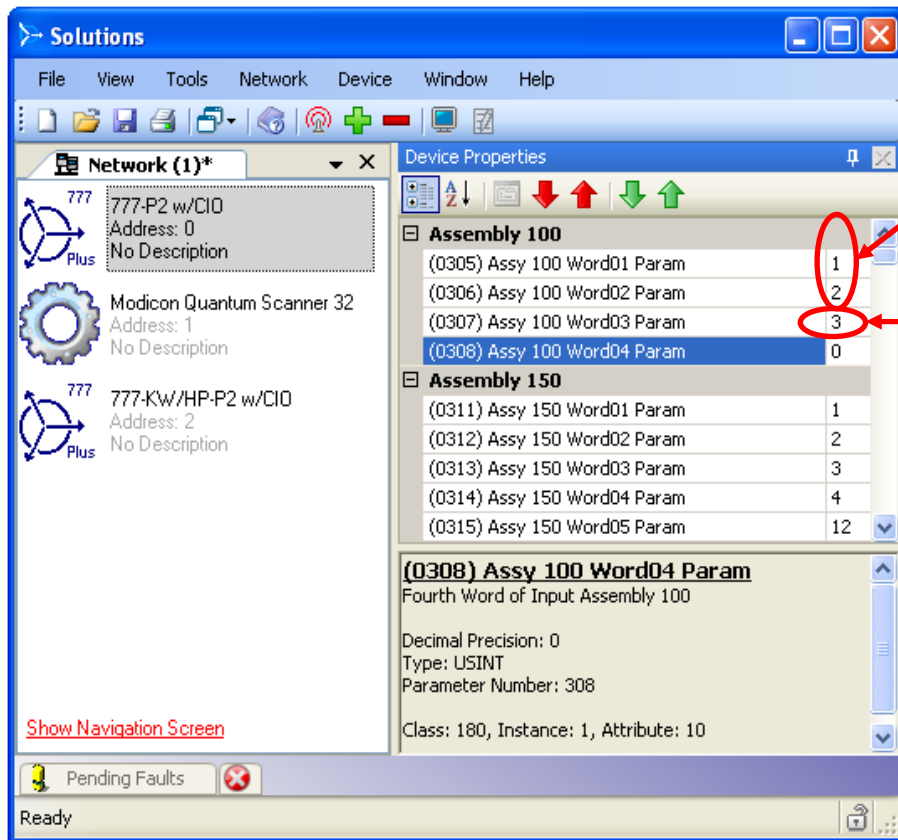 Solutions
File View Tools Network Device Window Help
Network (1)*
777
Plus
777-P2 w/CIO
Address: 0
No Description
Modicon Quantum Scanner 32
Address: 1
No Description
777
Plus
777-KW/HP-P2 w/CIO
Address: 2
No Description
Show Navigation Screen
Device Properties
A
Z
Assembly 100
(0305) Assy 100 Word01 Param 1
(0306) Assy 100 Word02 Param 2
(0307) Assy 100 Word03 Param 3
(0308) Assy 100 Word04 Param 0
Assembly 150
(0311) Assy 150 Word01 Param 1
(0312) Assy 150 Word02 Param 2
(0313) Assy 150 Word03 Param 3
(0314) Assy 150 Word04 Param 4
(0315) Assy 150 Word05 Param 12
(0308) Assy 100 Word04 Param
Fourth Word of Input Assembly 100
Decimal Precision: 0
Type: USINT
Parameter Number: 308
Class: 180, Instance: 1, Attribute: 10
Pending Faults
Ready